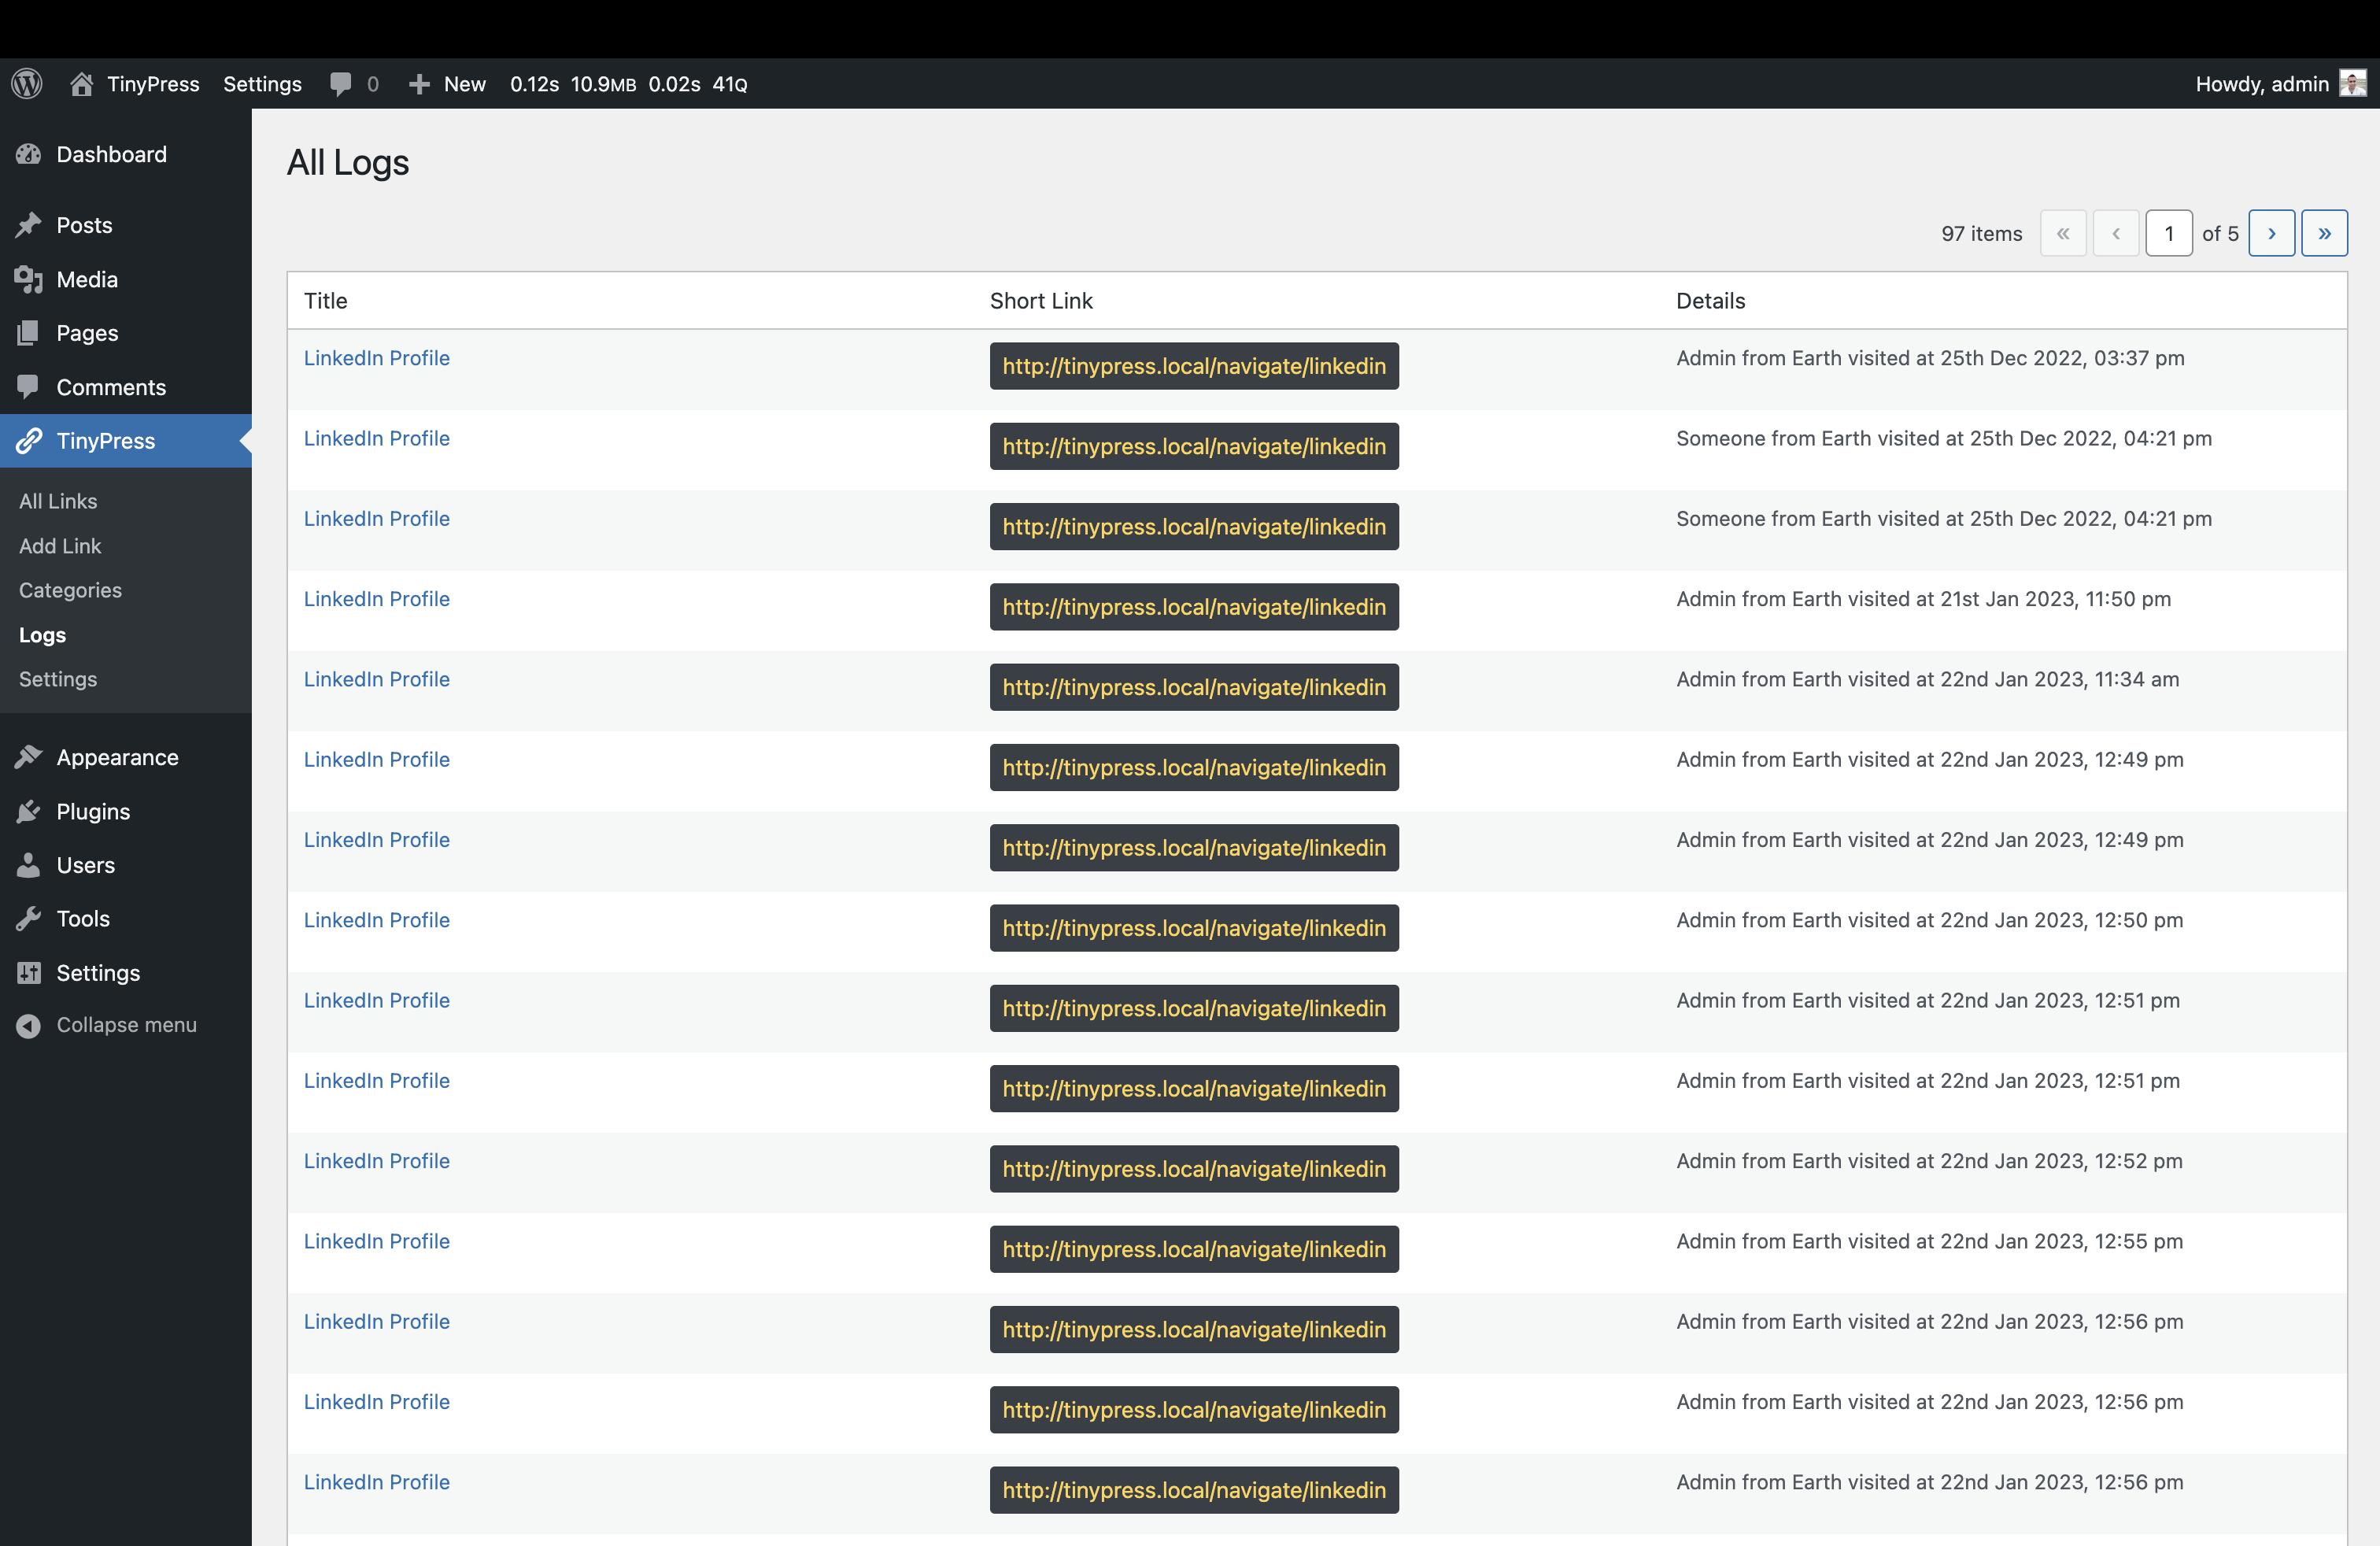 TinyPress Settings 0 New 0.12s 10.9MB 0.02s 41Q Howdy, admin
Dashboard
Posts
Media
Pages
Comments
TinyPress
All Links
Add Link
Categories
Logs
Settings
Appearance
Plugins
Users
Tools
Settings
Collapse menu
All Logs
97 items « ‹ 1 of 5 › »
Title Short Link Details
LinkedIn Profile http://tinypress.local/navigate/linkedin Admin from Earth visited at 25th Dec 2022, 03:37 pm
LinkedIn Profile http://tinypress.local/navigate/linkedin Someone from Earth visited at 25th Dec 2022, 04:21 pm
LinkedIn Profile http://tinypress.local/navigate/linkedin Someone from Earth visited at 25th Dec 2022, 04:21 pm
LinkedIn Profile http://tinypress.local/navigate/linkedin Admin from Earth visited at 21st Jan 2023, 11:50 pm
LinkedIn Profile http://tinypress.local/navigate/linkedin Admin from Earth visited at 22nd Jan 2023, 11:34 am
LinkedIn Profile http://tinypress.local/navigate/linkedin Admin from Earth visited at 22nd Jan 2023, 12:49 pm
LinkedIn Profile http://tinypress.local/navigate/linkedin Admin from Earth visited at 22nd Jan 2023, 12:49 pm
LinkedIn Profile http://tinypress.local/navigate/linkedin Admin from Earth visited at 22nd Jan 2023, 12:50 pm
LinkedIn Profile http://tinypress.local/navigate/linkedin Admin from Earth visited at 22nd Jan 2023, 12:51 pm
LinkedIn Profile http://tinypress.local/navigate/linkedin Admin from Earth visited at 22nd Jan 2023, 12:51 pm
LinkedIn Profile http://tinypress.local/navigate/linkedin Admin from Earth visited at 22nd Jan 2023, 12:52 pm
LinkedIn Profile http://tinypress.local/navigate/linkedin Admin from Earth visited at 22nd Jan 2023, 12:55 pm
LinkedIn Profile http://tinypress.local/navigate/linkedin Admin from Earth visited at 22nd Jan 2023, 12:56 pm
LinkedIn Profile http://tinypress.local/navigate/linkedin Admin from Earth visited at 22nd Jan 2023, 12:56 pm
LinkedIn Profile http://tinypress.local/navigate/linkedin Admin from Earth visited at 22nd Jan 2023, 12:56 pm